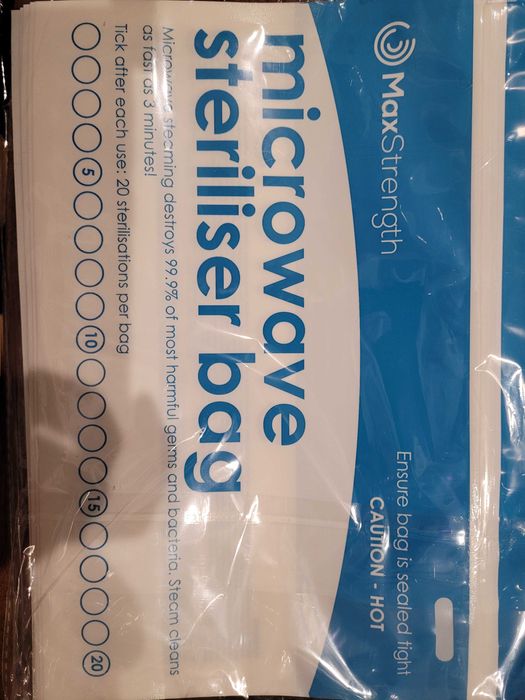 MaxStrength
Ensure bag is sealed tight
CAUTION - HOT
microwave
steriliser bag
Microwave steaming destroys 99.9% of most harmful germs and bacteria. Steam cleans
as fast as 3 minutes!
Tick after each use: 20 sterilisations per bag
5 10 15 20